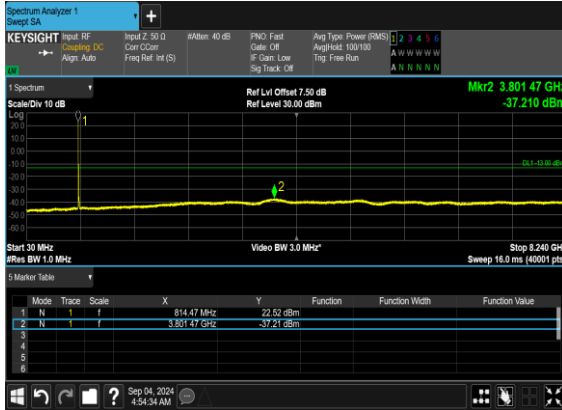 Spectrum Analyzer 1
Swept SA
+
KEYSIGHT
Input: RF
Coupling: DC
Align: Auto
Input Z: 50 Ω
Corr CCorr
Freq Ref: Int (S)
#Atten: 40 dB
PNO: Fast
Gate: Off
IF Gain: Low
Sig Track: Off
Avg Type: Power (RMS)
Avg|Hold: 100/100
Trig: Free Run
1 2 3 4 5 6
A W W W W W
A N N N N N
1 Spectrum
Scale/Div 10 dB
Ref Lvl Offset 7.50 dB
Ref Level 30.00 dBm
Mkr2 3.801 47 GHz
-37.210 dBm
Log
20.0
10.0
0.00
-10.0
-20.0
-30.0
-40.0
-50.0
-60.0
1
2
DL1 -13.00 dBm
Start 30 MHz
#Res BW 1.0 MHz
Video BW 3.0 MHz*
Stop 8.240 GHz
Sweep 16.0 ms (40001 pts)
5 Marker Table
Mode Trace Scale X Y Function Function Width Function Value
1 N 1 f 814.47 MHz 22.52 dBm
2 N 1 f 3.801 47 GHz -37.21 dBm
3
4
5
6
?
Sep 04, 2024
4:54:34 AM